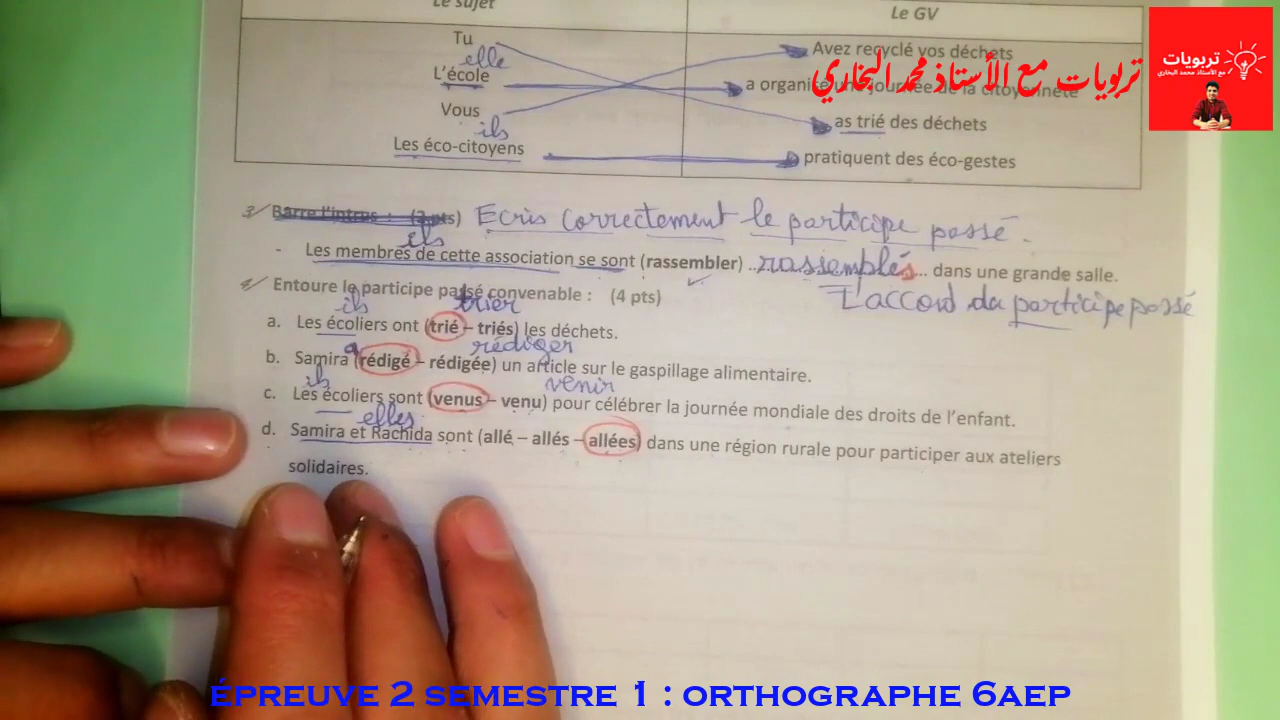 Le sujet
Le GV
Tu
Avez recyclé vos déchets
elle
L'école
a organisé une journée de la citoyenneté
Vous
as trié des déchets
ils
Les éco-citoyens
pratiquent des éco-gestes
تربويات مع الأستاذ محمد البخاري
تربويات
مع الأستاذ محمد البخاري
3/ Barre l'intrus : (2 pts) Ecris correctement le participe passé.
ils
- Les membres de cette association se sont (rassembler) ..rassemblés... dans une grande salle.
4/ Entoure le participe passé convenable : (4 pts)
L'accord du participe passé
ils trier
a. Les écoliers ont (trié – triés) les déchets.
rédiger
b. Samira a (rédigé – rédigée) un article sur le gaspillage alimentaire.
ils venir
c. Les écoliers sont (venus – venu) pour célébrer la journée mondiale des droits de l'enfant.
elles
d. Samira et Rachida sont (allé – allés – allées) dans une région rurale pour participer aux ateliers
solidaires.
épreuve 2 semestre 1 : orthographe 6aep